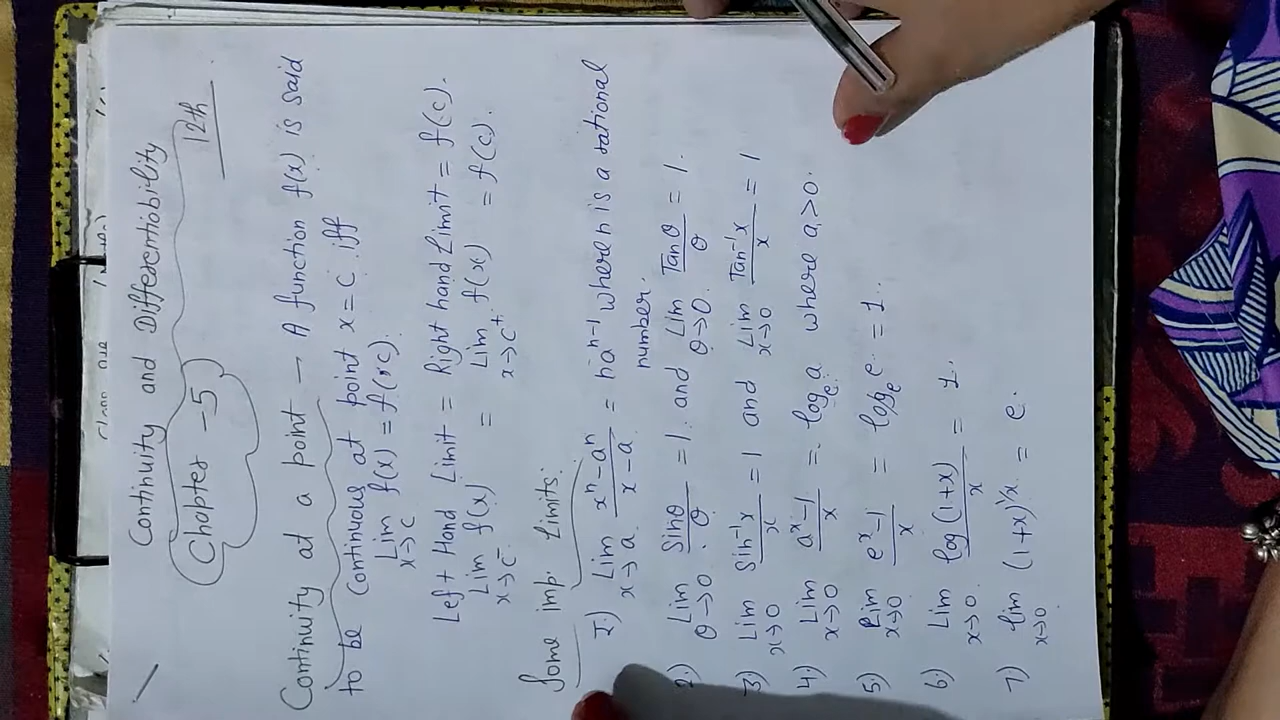 Continuity and Differentiability
Chapter - 5
12th
Continuity at a point → A function f(x) is said
to be continuous at point x = c iff
Lim x→c f(x) = f(c).
Left Hand Limit = Right hand Limit = f(c).
Lim x→c⁻ f(x) = Lim x→c⁺ f(x) = f(c).
Some imp. Limits:
1.) Lim x→a (xⁿ - aⁿ)/(x - a) = naⁿ⁻¹ where n is a rational
number.
2.) Lim θ→0 Sinθ/θ = 1. and Lim θ→0 Tanθ/θ = 1.
3.) Lim x→0 Sin⁻¹x/x = 1 and Lim x→0 Tan⁻¹x/x = 1
4.) Lim x→0 (aˣ - 1)/x = logₑa where a > 0.
5.) Lim x→0 (eˣ - 1)/x = logₑe = 1.
6.) Lim x→0 log(1+x)/x = 1.
7.) Lim x→0 (1+x)^(1/x) = e.